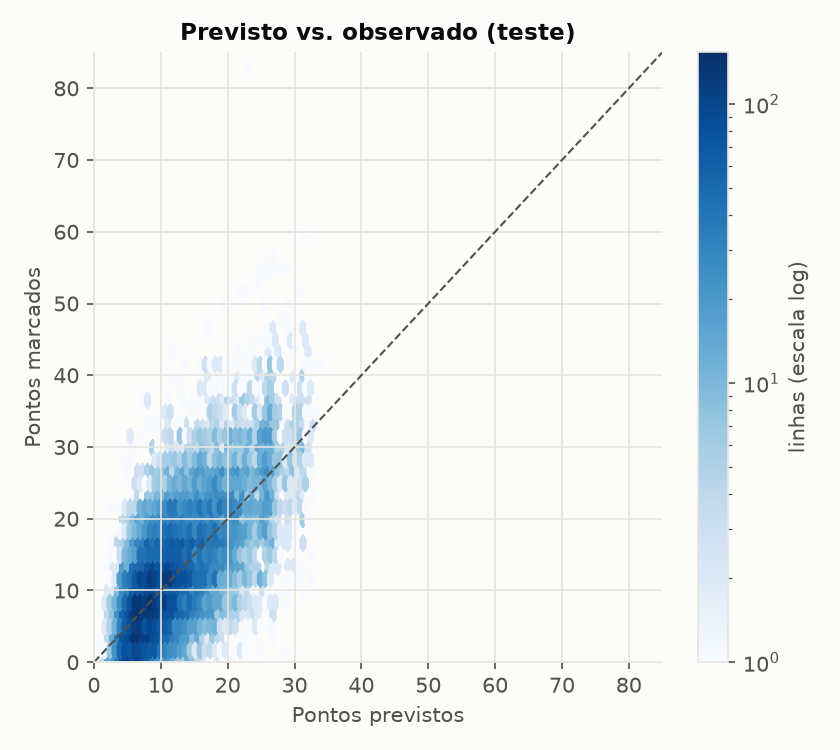 Previsto vs. observado (teste)
Pontos marcados
80
70
60
50
40
30
20
10
0
0 10 20 30 40 50 60 70 80
Pontos previstos
10²
10¹
10⁰
linhas (escala log)